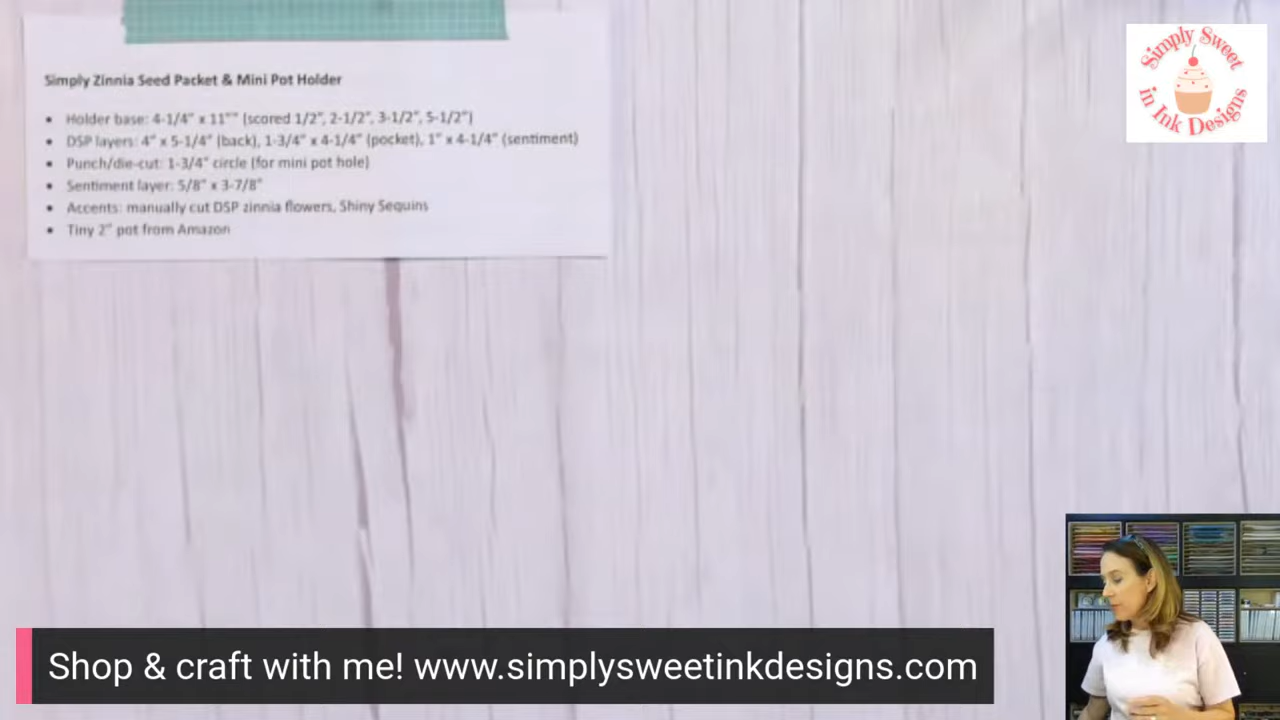 Simply Zinnia Seed Packet & Mini Pot Holder
• Holder base: 4-1/4" x 11"" (scored 1/2", 2-1/2", 3-1/2", 5-1/2")
• DSP layers: 4" x 5-1/4" (back), 1-3/4" x 4-1/4" (pocket), 1" x 4-1/4" (sentiment)
• Punch/die-cut: 1-3/4" circle (for mini pot hole)
• Sentiment layer: 5/8" x 3-7/8"
• Accents: manually cut DSP zinnia flowers, Shiny Sequins
• Tiny 2" pot from Amazon
Simply Sweet
in Ink Designs
Shop & craft with me! www.simplysweetinkdesigns.com